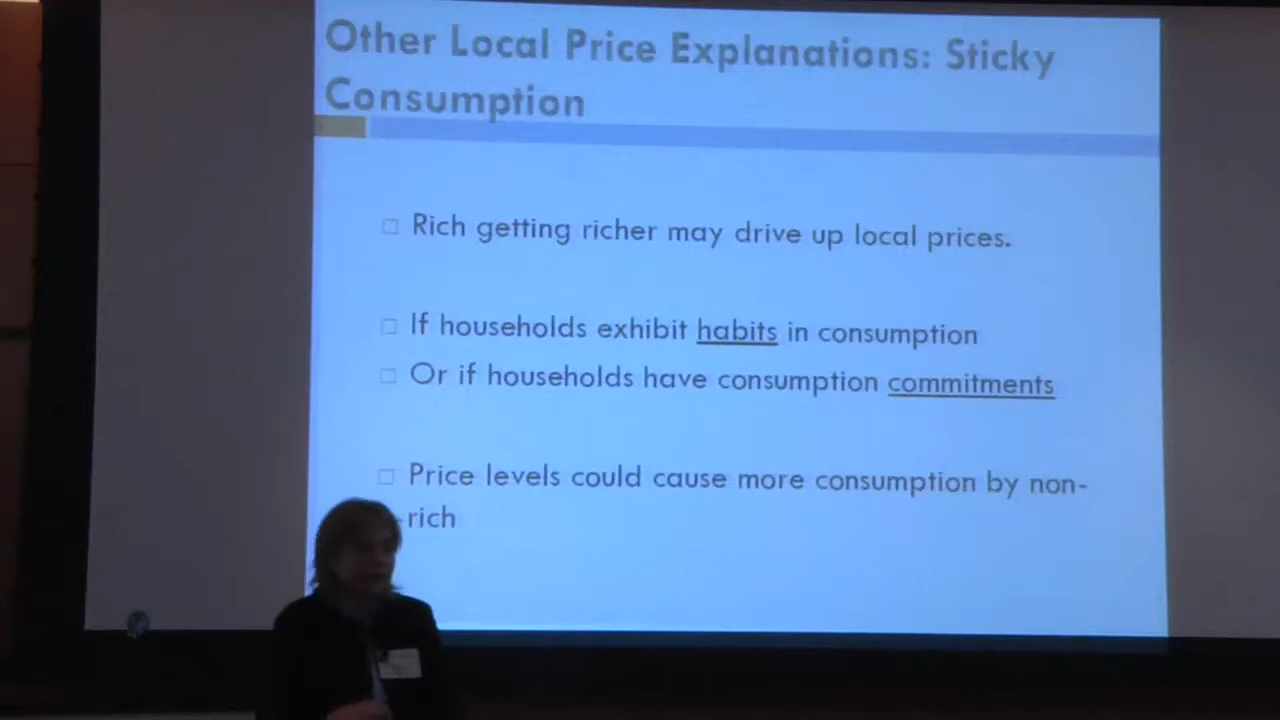 Other Local Price Explanations: Sticky
Consumption
Rich getting richer may drive up local prices.
If households exhibit habits in consumption
Or if households have consumption commitments
Price levels could cause more consumption by non-
rich